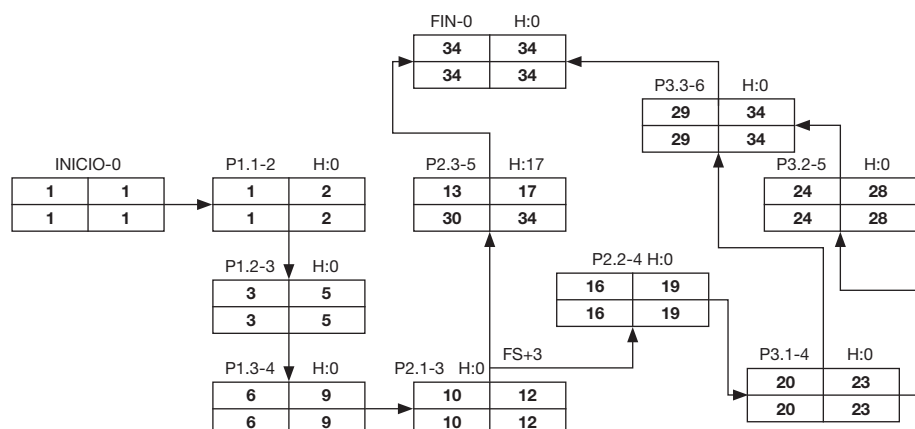 FIN-0 H:0
34 34
34 34
P3.3-6 H:0
29 34
29 34
INICIO-0
1 1
1 1
P1.1-2 H:0
1 2
1 2
P2.3-5 H:17
13 17
30 34
P3.2-5 H:0
24 28
24 28
P1.2-3 H:0
3 5
3 5
P2.2-4 H:0
16 19
16 19
FS+3
P1.3-4 H:0
6 9
6 9
P2.1-3 H:0
10 12
10 12
P3.1-4 H:0
20 23
20 23